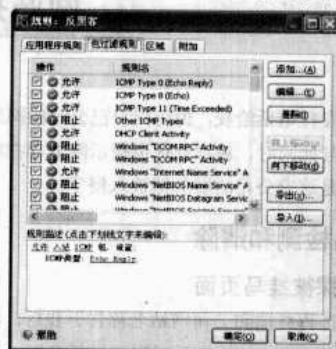 规则：反黑客
应用程序规则 包过滤规则 区域 附加
操作 规则名
允许 ICMP Type 0 (Echo Reply)
允许 ICMP Type 8 (Echo)
允许 ICMP Type 11 (Time Exceeded)
阻止 Other ICMP Types
阻止 DHCP Client Activity
阻止 Windows "DCOM RPC" Activity
阻止 Windows "DCOM RPC" Activity
阻止 Windows "Internet Name Service" A
阻止 Windows "NetBIOS Name Service" A
阻止 Windows "NetBIOS Datagram Servic
添加...(A)
编辑...(E)
删除(l)
向下移动(d)
导出(x)...
导入(I)...
规则描述(点击下划线文字来编辑):
允许 入站 ICMP 包，
ICMP类型: Echo Reply
帮助
确定(O)
取消(C)